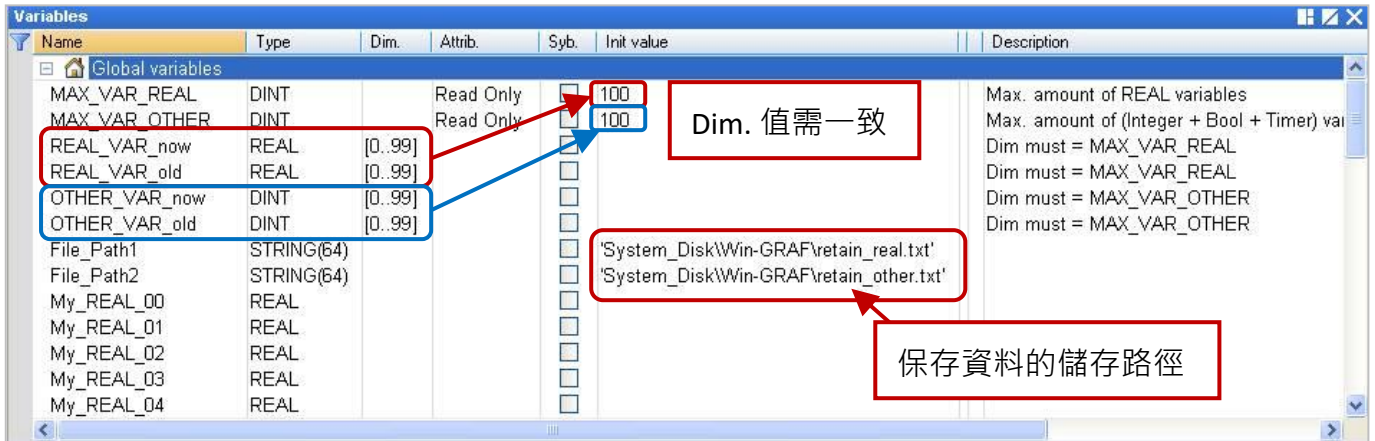 Variables
Name Type Dim. Attrib. Syb. Init value Description
Global variables
MAX_VAR_REAL DINT Read Only 100 Max. amount of REAL variables
MAX_VAR_OTHER DINT Read Only 100 Max. amount of (Integer + Bool + Timer) var
REAL_VAR_now REAL [0..99] Dim must = MAX_VAR_REAL
REAL_VAR_old REAL [0..99] Dim must = MAX_VAR_REAL
OTHER_VAR_now DINT [0..99] Dim must = MAX_VAR_OTHER
OTHER_VAR_old DINT [0..99] Dim must = MAX_VAR_OTHER
File_Path1 STRING(64) 'System_Disk\Win-GRAF\retain_real.txt'
File_Path2 STRING(64) 'System_Disk\Win-GRAF\retain_other.txt'
My_REAL_00 REAL
My_REAL_01 REAL
My_REAL_02 REAL
My_REAL_03 REAL
My_REAL_04 REAL
Dim. 值需一致
保存資料的儲存路徑